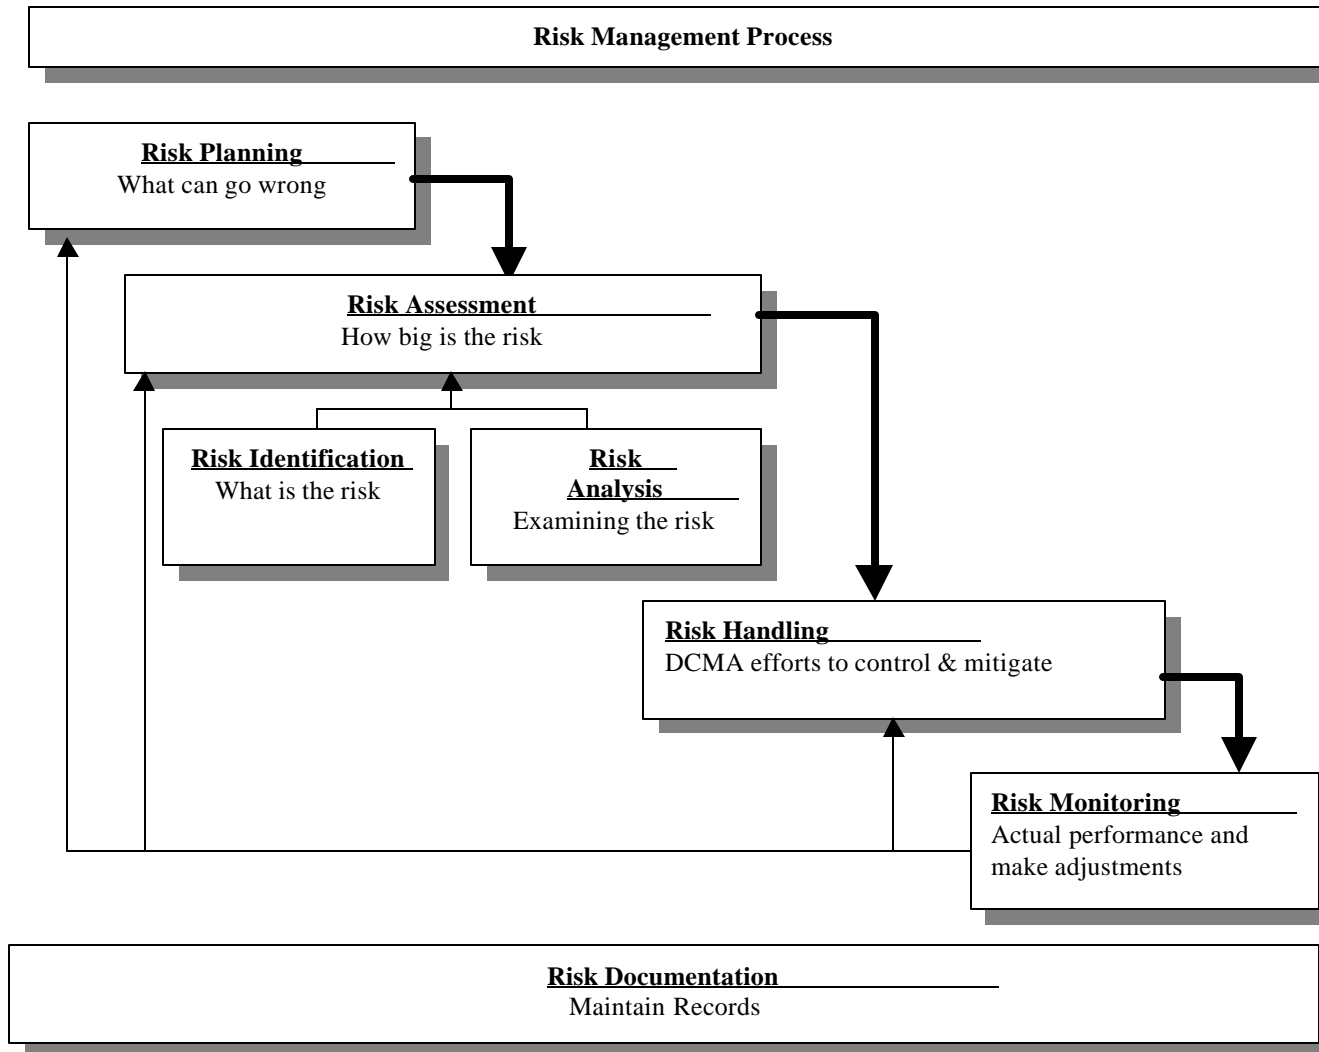 Risk Management Process
Risk Planning
What can go wrong
Risk Assessment
How big is the risk
Risk Identification
What is the risk
Risk
Analysis
Examining the risk
Risk Handling
DCMA efforts to control & mitigate
Risk Monitoring
Actual performance and
make adjustments
Risk Documentation
Maintain Records